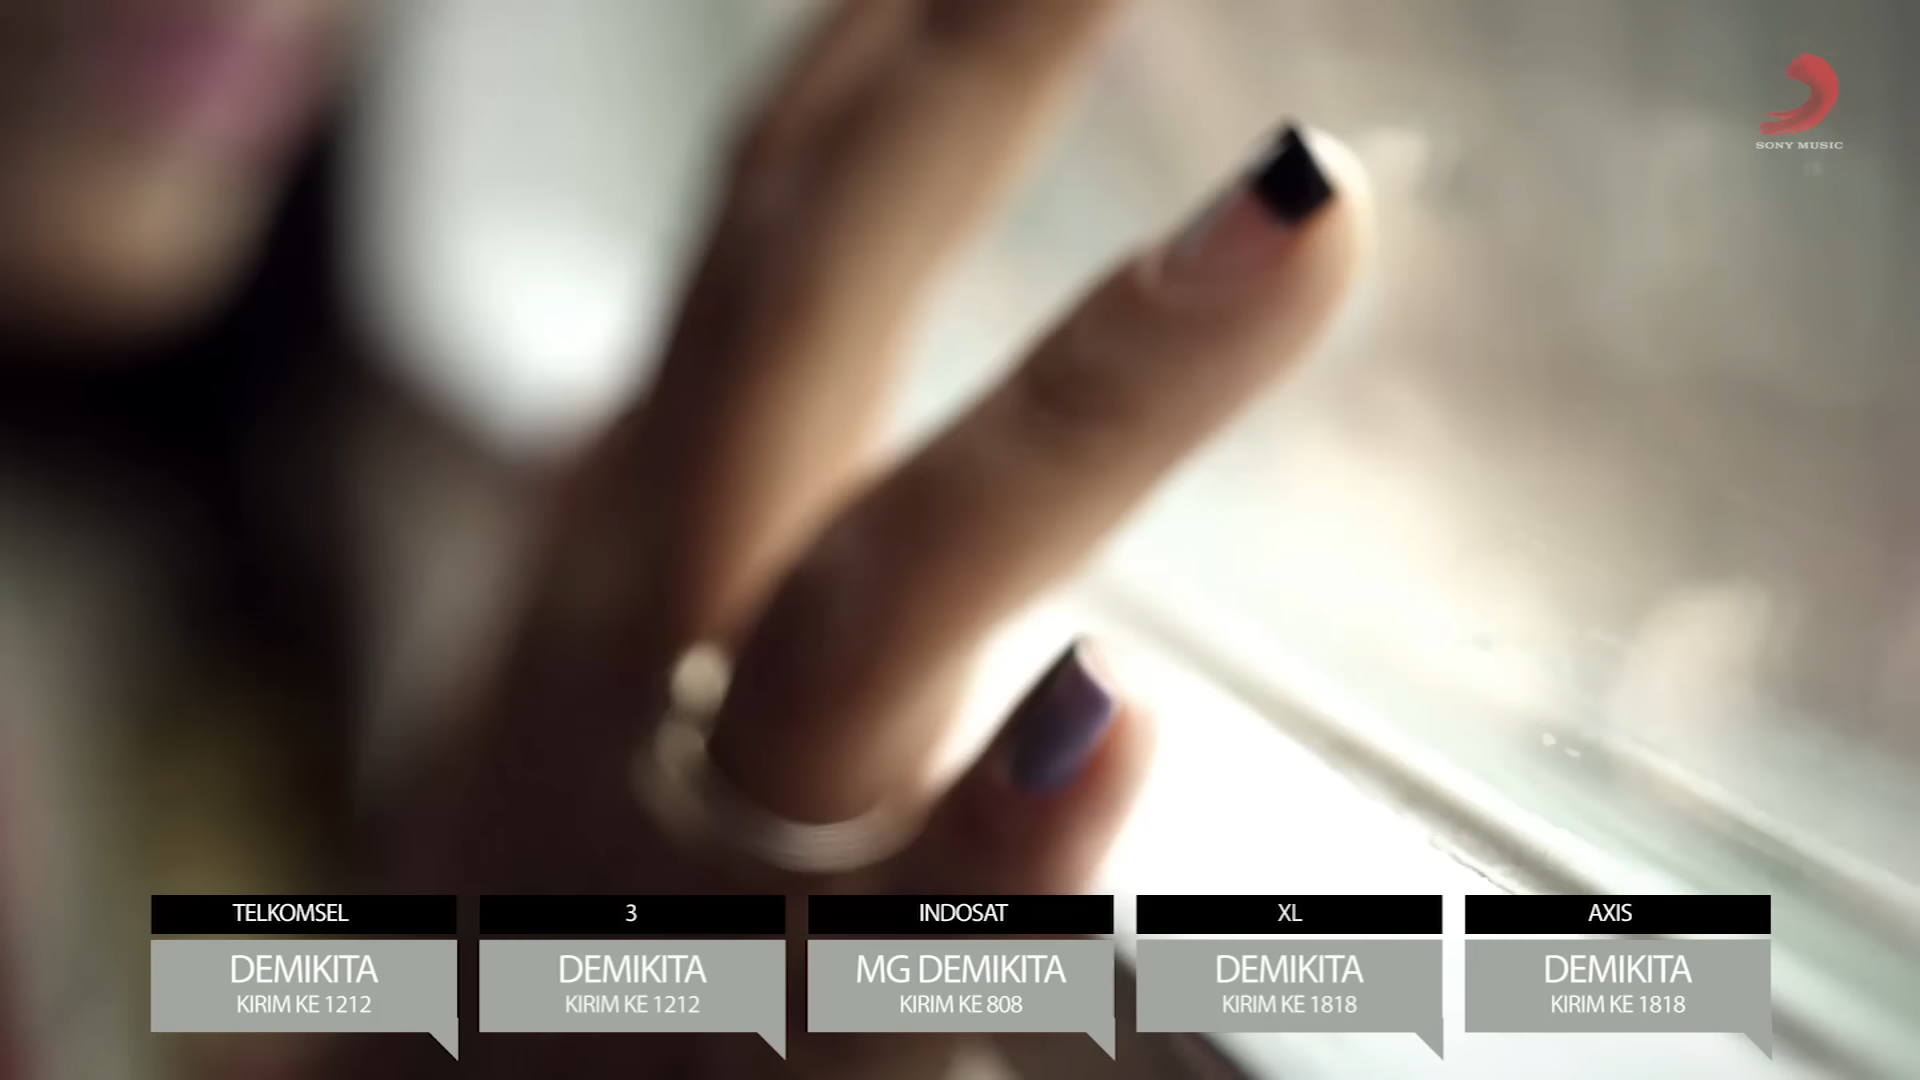 SONY MUSIC
TELKOMSEL
DEMIKITA
KIRIM KE 1212
3
DEMIKITA
KIRIM KE 1212
INDOSAT
MG DEMIKITA
KIRIM KE 808
XL
DEMIKITA
KIRIM KE 1818
AXIS
DEMIKITA
KIRIM KE 1818